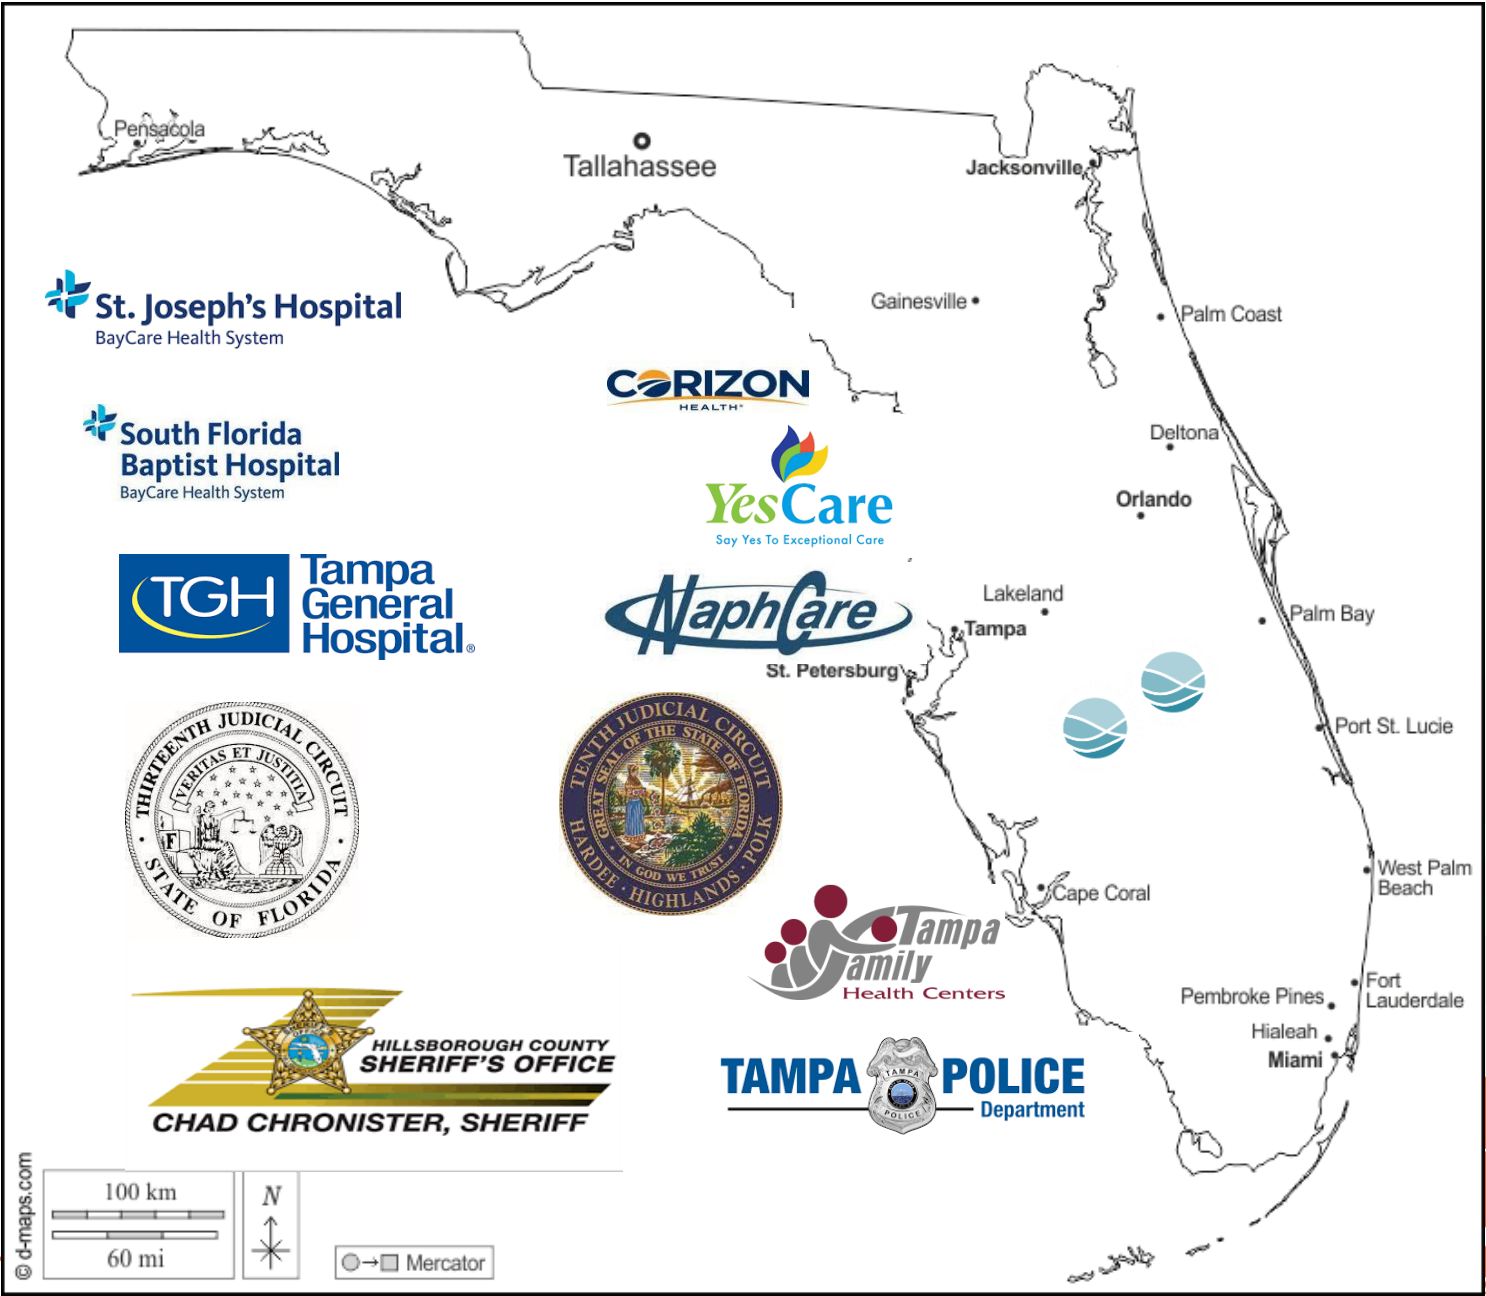 Pensacola
Tallahassee
Jacksonville
Gainesville
Palm Coast
St. Joseph's Hospital
BayCare Health System
CORIZON
HEALTH
South Florida
Baptist Hospital
BayCare Health System
YesCare
Say Yes To Exceptional Care
Deltona
Orlando
TGH
Tampa
General
Hospital®
NaphCare
Lakeland
Tampa
St. Petersburg
Palm Bay
Port St. Lucie
THIRTEENTH JUDICIAL CIRCUIT
VERITAS ET JUSTITIA
F
STATE OF FLORIDA
TENTH JUDICIAL CIRCUIT
GREAT SEAL OF THE STATE OF FLORIDA
IN GOD WE TRUST
HARDEE · HIGHLANDS · POLK
West Palm
Beach
Cape Coral
Tampa
Family
Health Centers
Fort
Lauderdale
Pembroke Pines
Hialeah
Miami
SHERIFF'S
OFFICE
HILLSBOROUGH COUNTY
SHERIFF'S OFFICE
CHAD CHRONISTER, SHERIFF
TAMPA POLICE
Department
TAMPA
POLICE
© d-maps.com
100 km
60 mi
N
Mercator